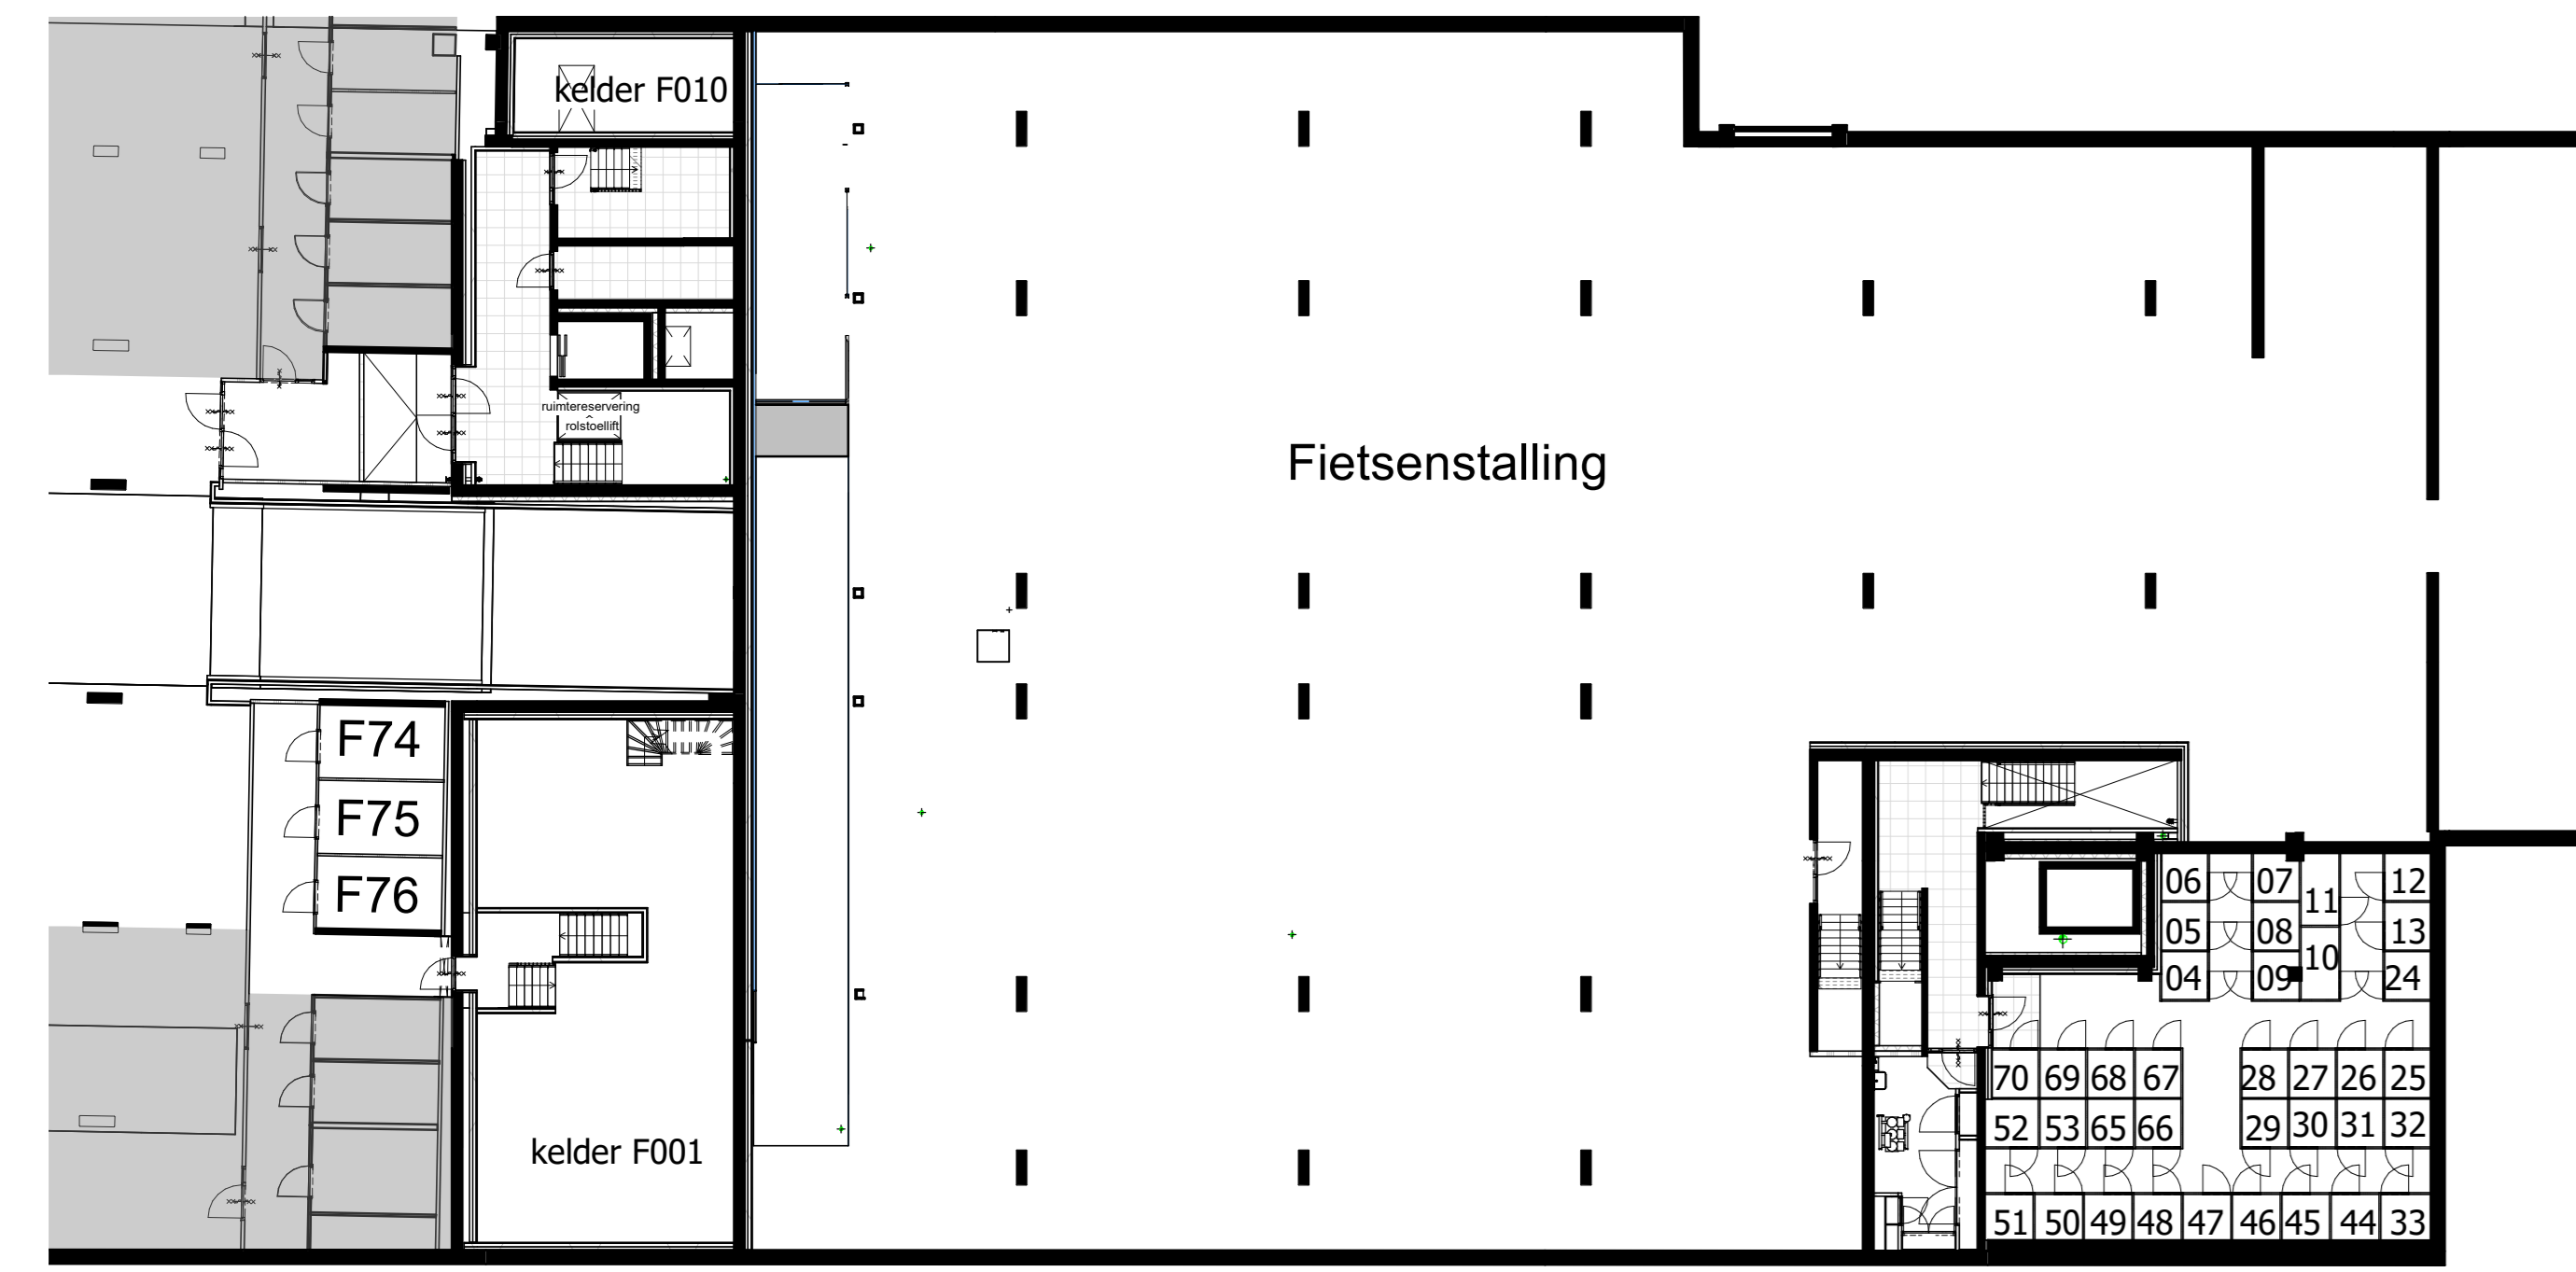 kelder F010
ruimtereservering
rolstoellift
Fietsenstalling
F74
F75
F76
kelder F001
06 07 11 12
05 08 13
04 09 10 24
70 69 68 67 28 27 26 25
52 53 65 66 29 30 31 32
51 50 49 48 47 46 45 44 33